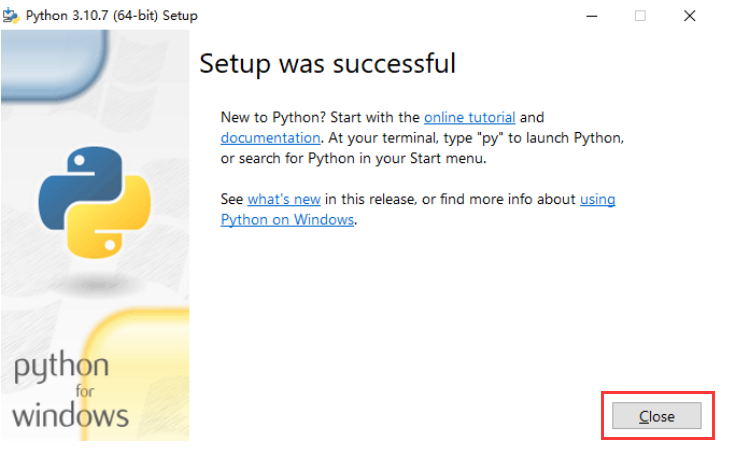 Python 3.10.7 (64-bit) Setup
Setup was successful
New to Python? Start with the online tutorial and
documentation. At your terminal, type "py" to launch Python,
or search for Python in your Start menu.
See what's new in this release, or find more info about using
Python on Windows.
python
for
windows
Close